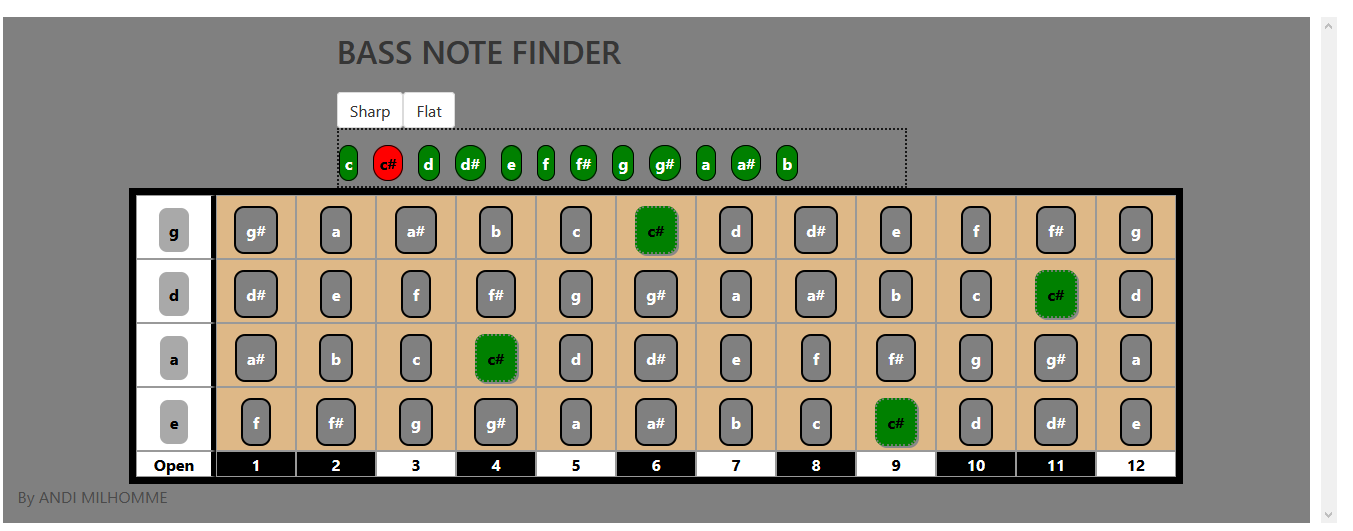 BASS NOTE FINDER
Sharp Flat
c c# d d# e f f# g g# a a# b
g g# a a# b c c# d d# e f f# g
d d# e f f# g g# a a# b c c# d
a a# b c c# d d# e f f# g g# a
e f f# g g# a a# b c c# d d# e
Open 1 2 3 4 5 6 7 8 9 10 11 12
By ANDI MILHOMME